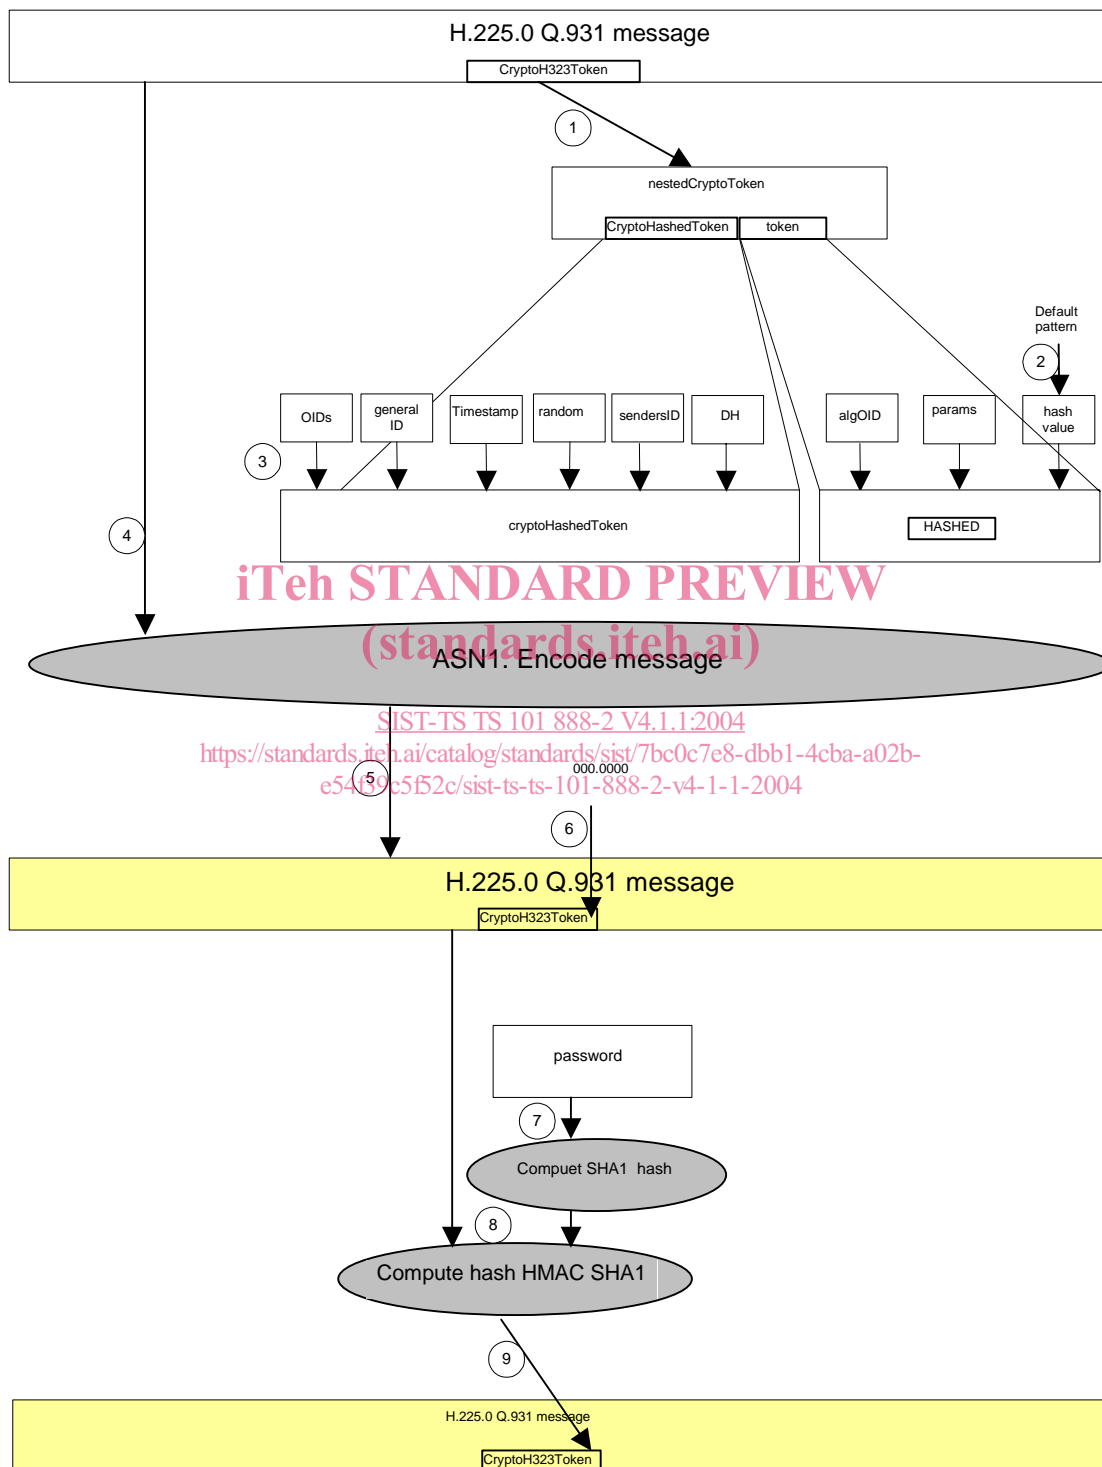 H.225.0 Q.931 message
CryptoH323Token
1
nestedCryptoToken
CryptoHashedToken
token
Default
pattern
2
OIDs
general
ID
Timestamp
random
sendersID
DH
algOID
params
hash
value
3
cryptoHashedToken
HASHED
4
iTeh STANDARD PREVIEW
(standards.iteh.ai)
ASN1. Encode message
SIST-TS TS 101 888-2 V4.1.1:2004
https://standards.iteh.ai/catalog/standards/sist/7bc0c7e8-dbb1-4cba-a02b-
e54f39c5f52c/sist-ts-ts-101-888-2-v4-1-1-2004
000.0000
5
6
H.225.0 Q.931 message
CryptoH323Token
password
7
Compuet SHA1 hash
8
Compute hash HMAC SHA1
9
H.225.0 Q.931 message
CryptoH323Token